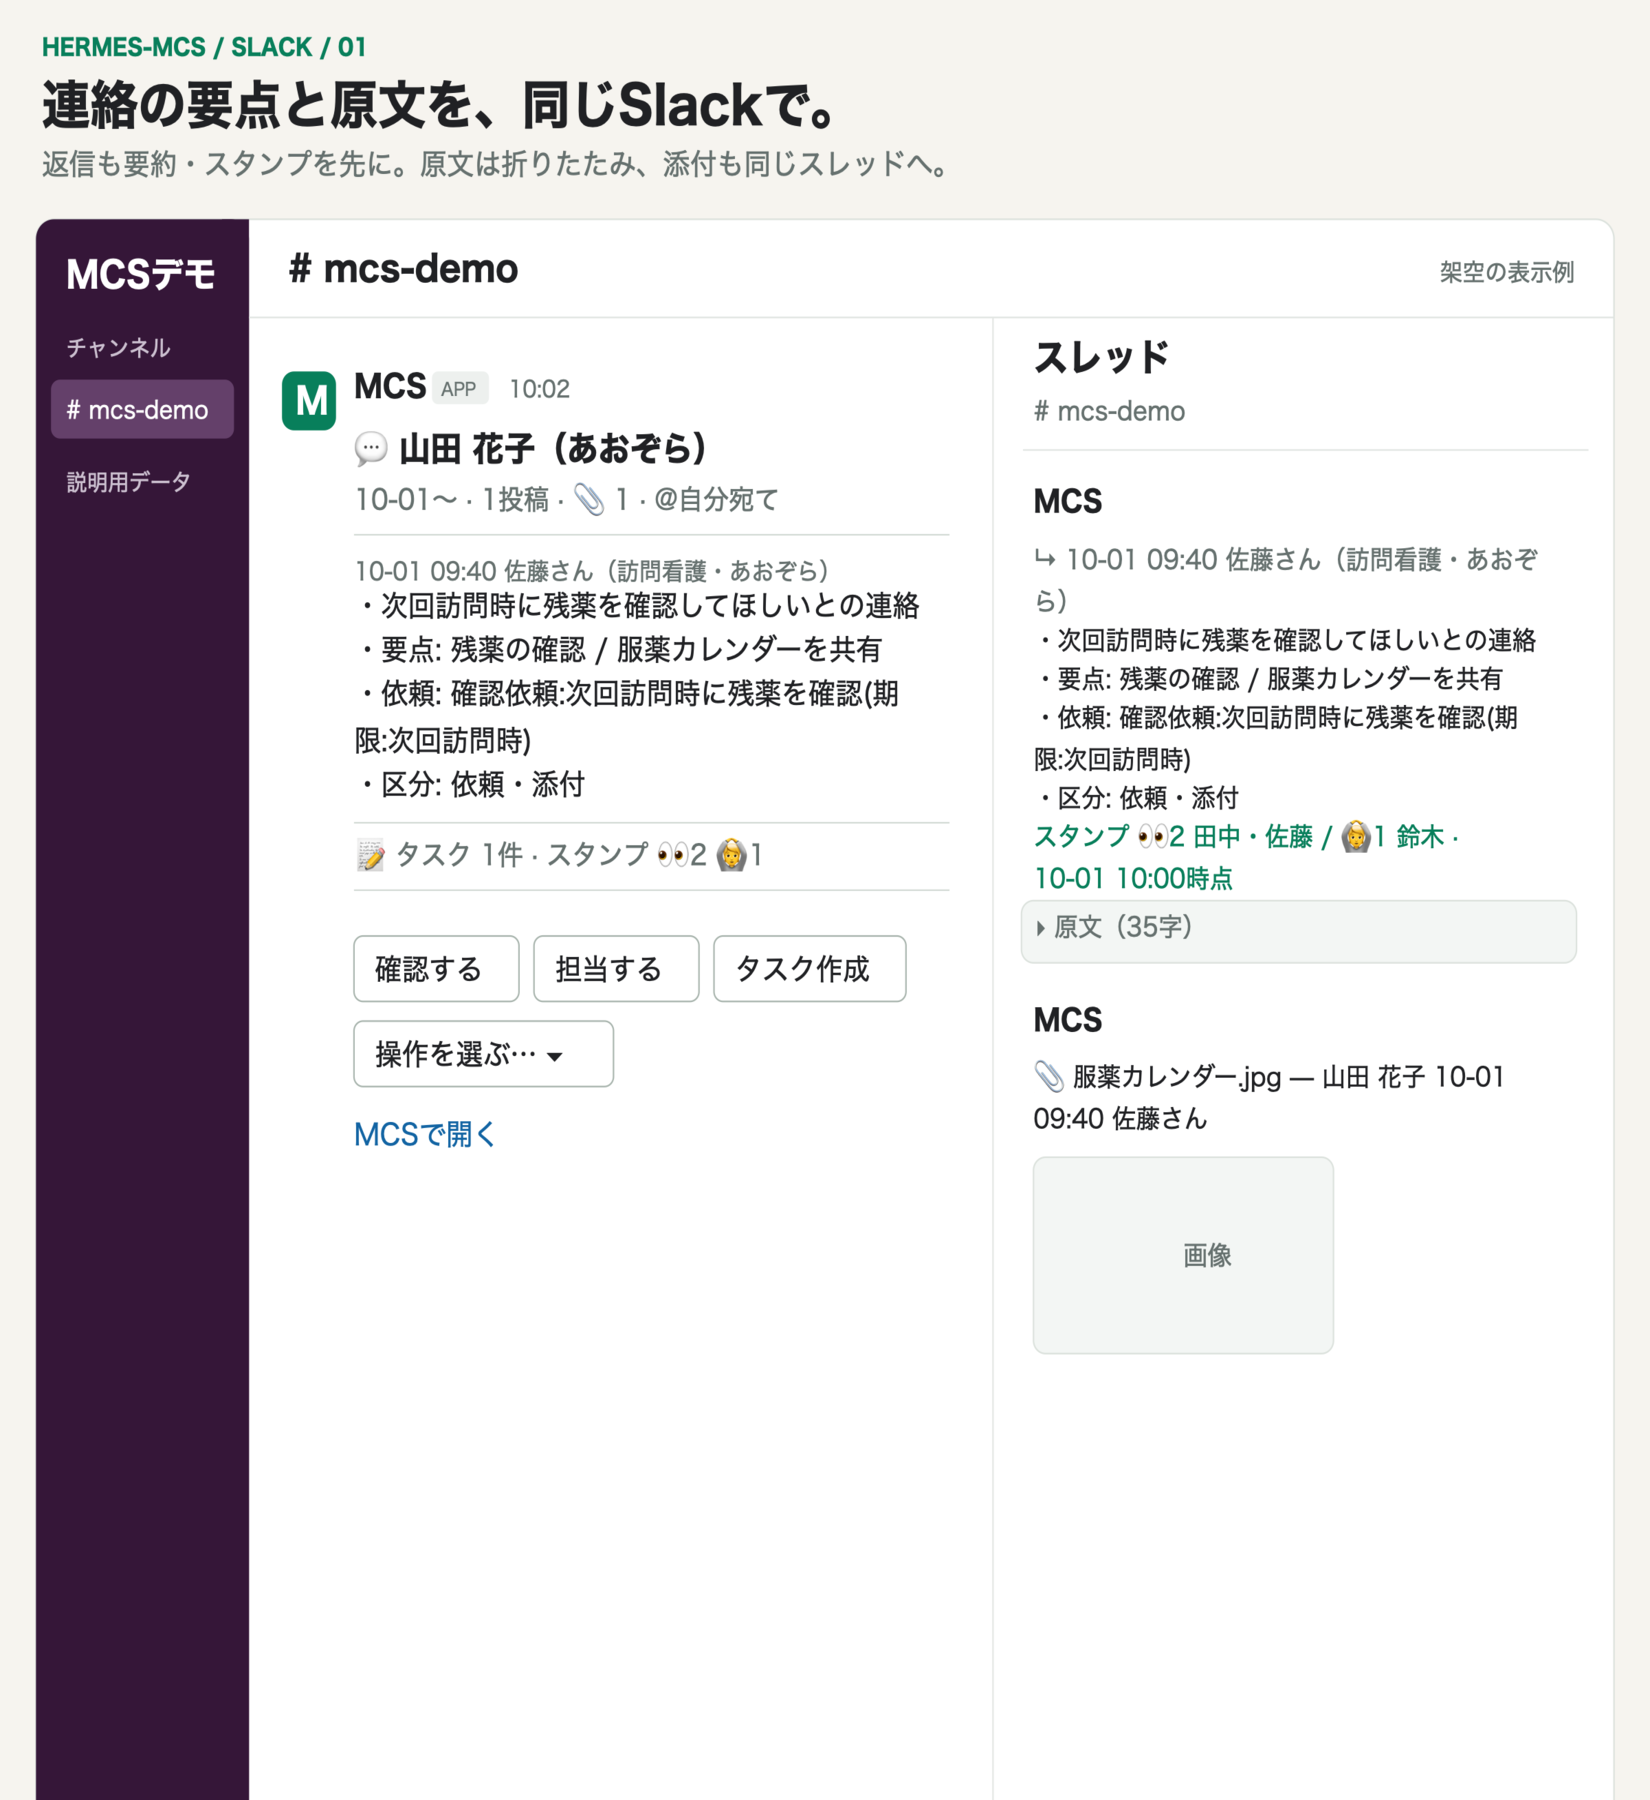 HERMES-MCS / SLACK / 01
連絡の要点と原文を、同じSlackで。
返信も要約・スタンプを先に。原文は折りたたみ、添付も同じスレッドへ。
MCSデモ
チャンネル
# mcs-demo
説明用データ
# mcs-demo
架空の表示例
M
MCS APP 10:02
💬 山田 花子（あおぞら）
10-01〜 · 1投稿 · 📎 1 · @自分宛て
10-01 09:40 佐藤さん（訪問看護・あおぞら）
・次回訪問時に残薬を確認してほしいとの連絡
・要点: 残薬の確認 / 服薬カレンダーを共有
・依頼: 確認依頼:次回訪問時に残薬を確認(期
限:次回訪問時)
・区分: 依頼・添付
📝 タスク 1件 · スタンプ 👀2 🙆1
確認する
担当する
タスク作成
操作を選ぶ… ▾
MCSで開く
スレッド
# mcs-demo
MCS
↳ 10-01 09:40 佐藤さん（訪問看護・あおぞ
ら）
・次回訪問時に残薬を確認してほしいとの連絡
・要点: 残薬の確認 / 服薬カレンダーを共有
・依頼: 確認依頼:次回訪問時に残薬を確認(期
限:次回訪問時)
・区分: 依頼・添付
スタンプ 👀2 田中・佐藤 / 🙆1 鈴木 ·
10-01 10:00時点
▸ 原文（35字）
MCS
📎 服薬カレンダー.jpg — 山田 花子 10-01
09:40 佐藤さん
画像